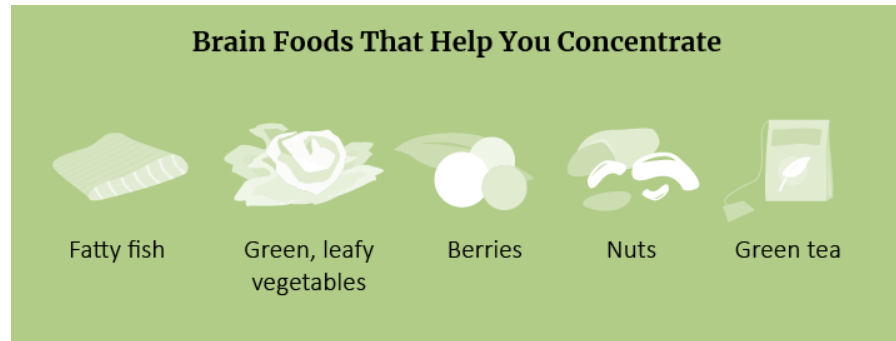 Brain Foods That Help You Concentrate
Fatty fish
Green, leafy
vegetables
Berries
Nuts
Green tea